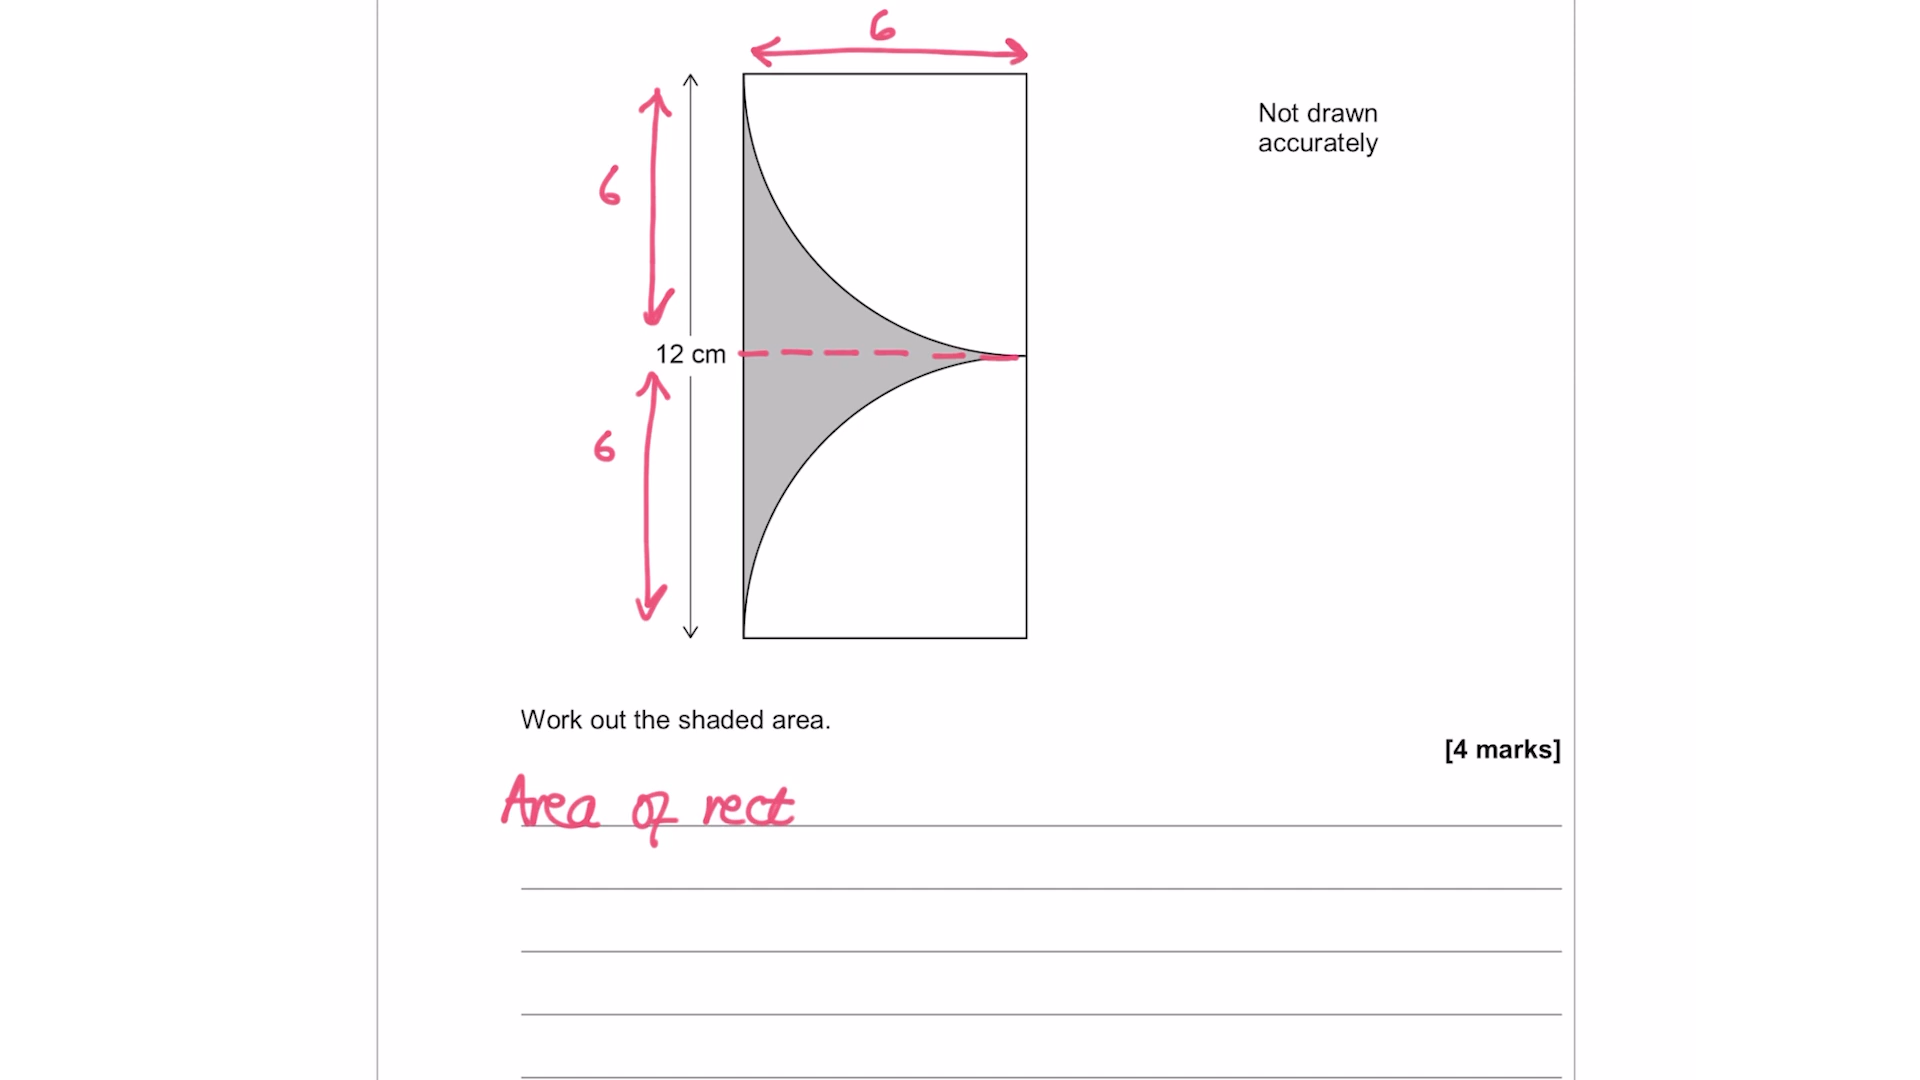 6
Not drawn
accurately
6
12 cm
6
Work out the shaded area.
[4 marks]
Area of rect